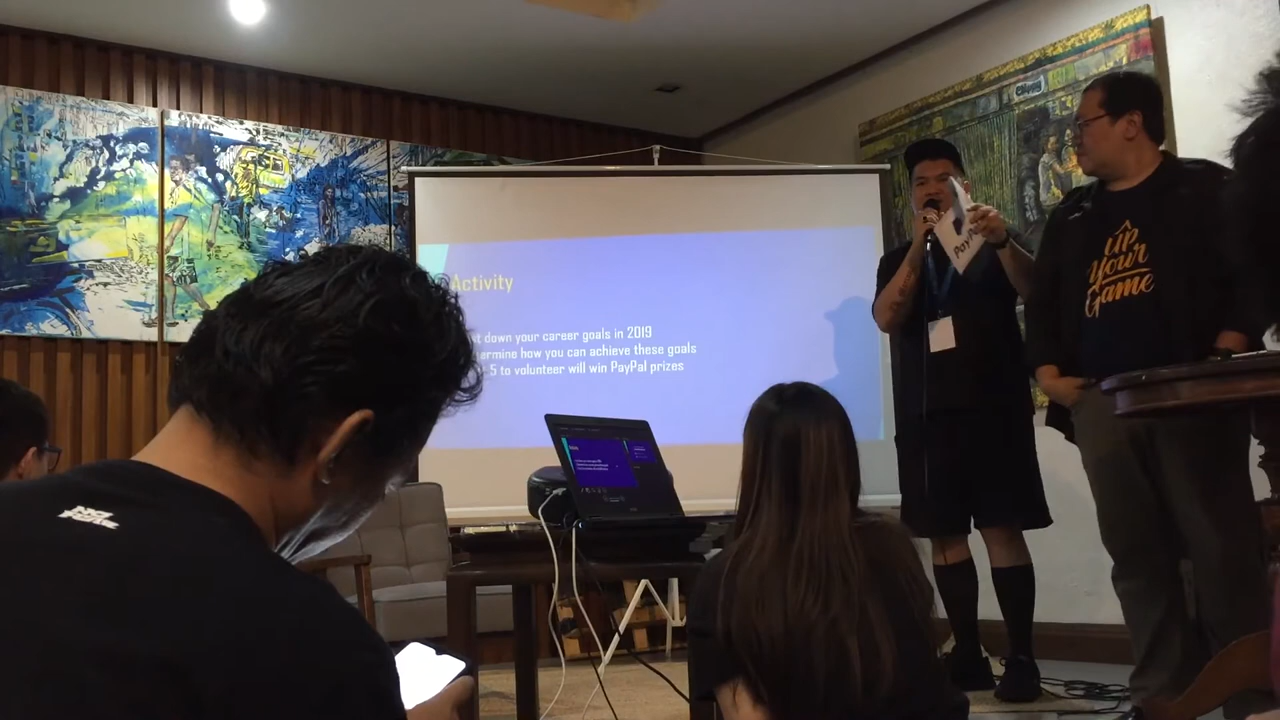 Activity
down your career goals in 2019
how you can achieve these goals
5 to volunteer will win PayPal prizes
PayPal
UP
YOUR
Game